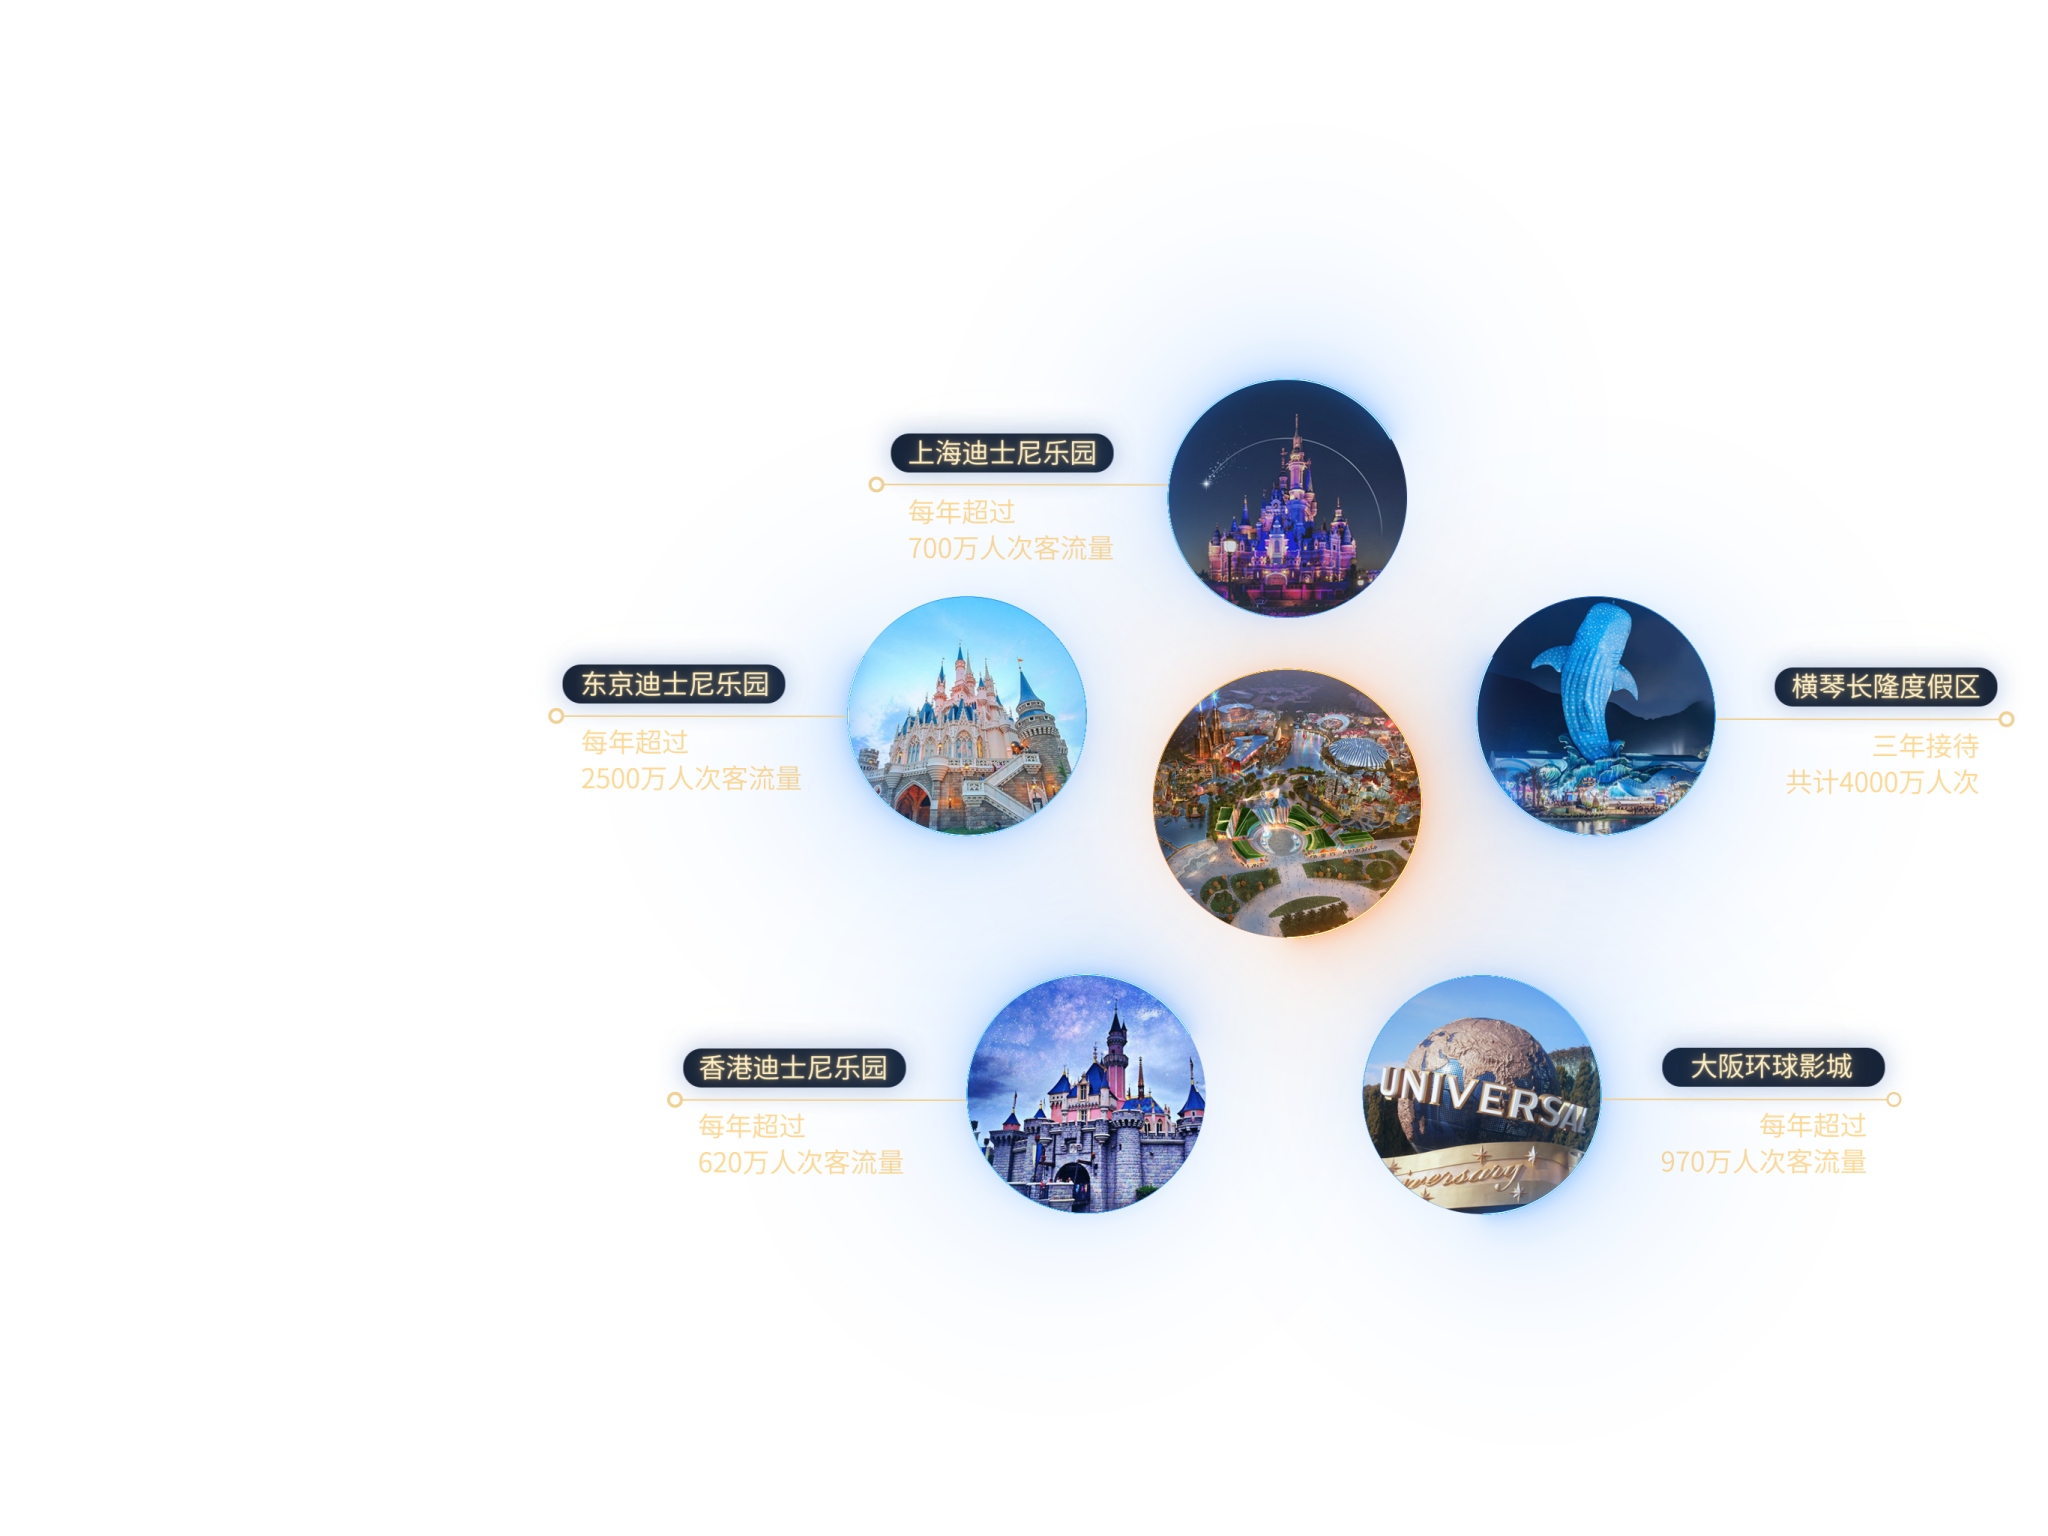 上海迪士尼乐园
每年超过
700万人次客流量
东京迪士尼乐园
每年超过
2500万人次客流量
横琴长隆度假区
三年接待
共计4000万人次
香港迪士尼乐园
每年超过
620万人次客流量
大阪环球影城
每年超过
970万人次客流量
UNIVERSAL